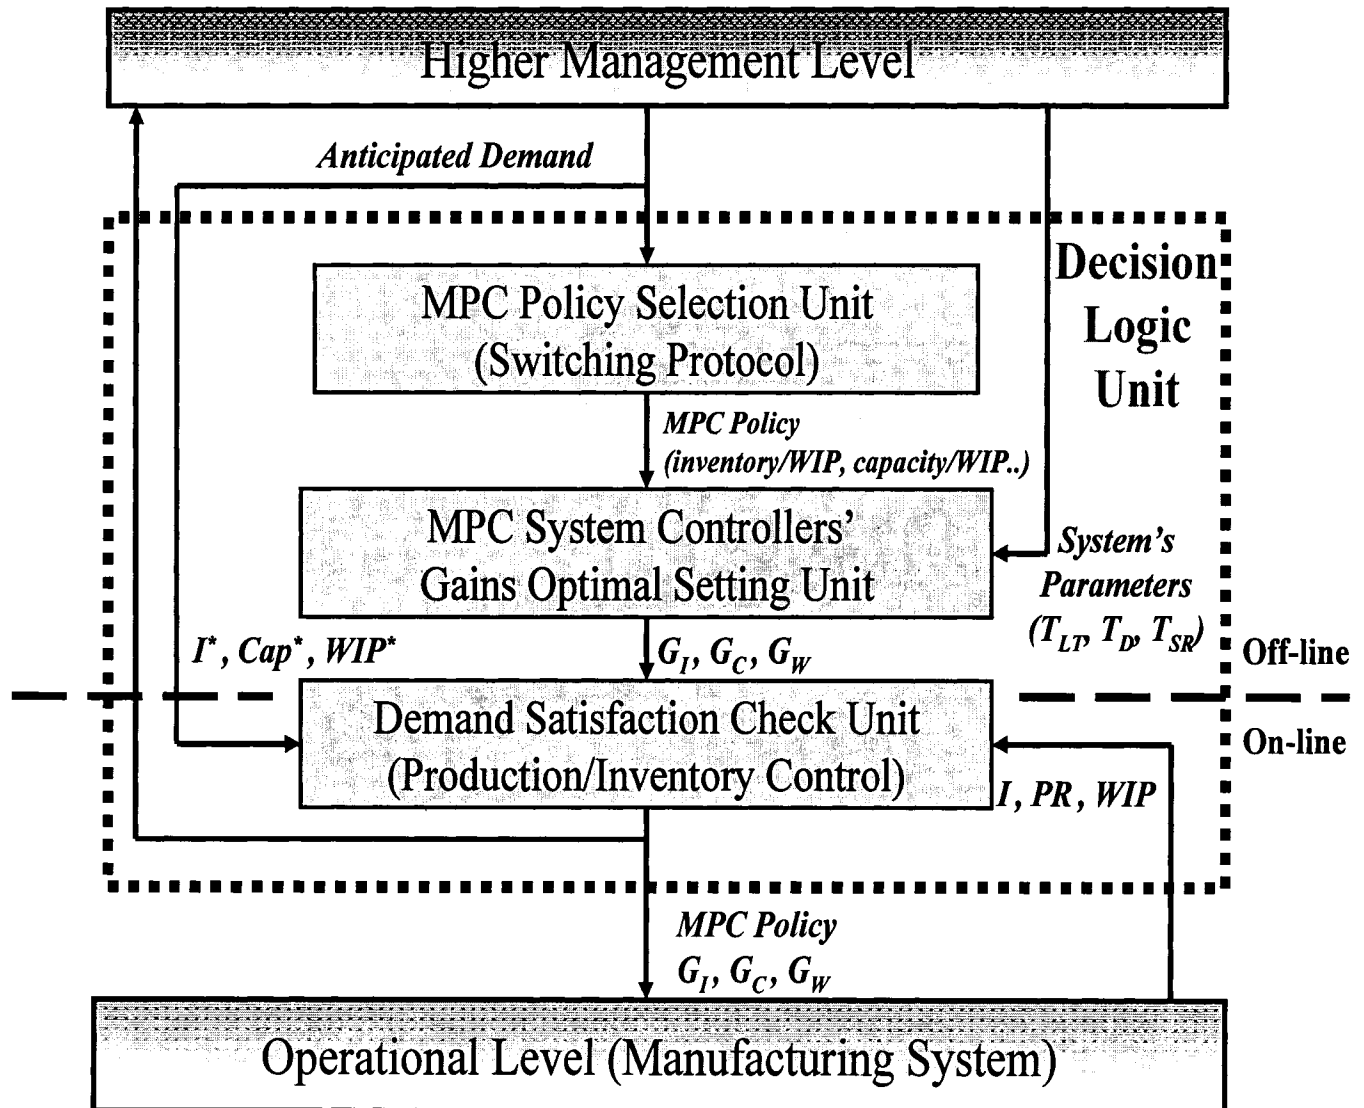 Higher Management Level
Anticipated Demand
Decision
Logic
Unit
MPC Policy Selection Unit
(Switching Protocol)
MPC Policy
(inventory/WIP, capacity/WIP..)
MPC System Controllers’
Gains Optimal Setting Unit
System's
Parameters
(T_LT, T_D, T_SR)
I*, Cap*, WIP*
G_I, G_C, G_W
Off-line
On-line
Demand Satisfaction Check Unit
(Production/Inventory Control)
I, PR, WIP
MPC Policy
G_I, G_C, G_W
Operational Level (Manufacturing System)